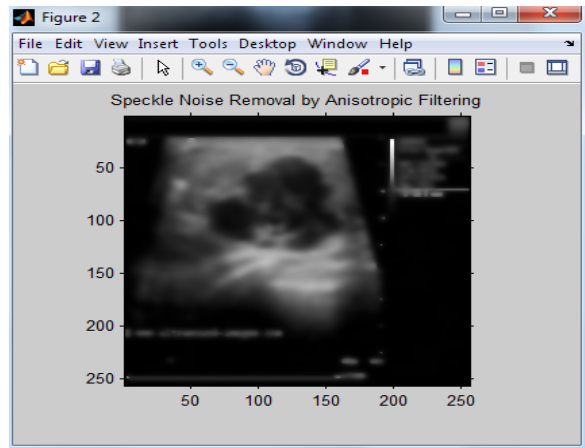 Figure 2
File Edit View Insert Tools Desktop Window Help
Speckle Noise Removal by Anisotropic Filtering
50
100
150
200
250
50 100 150 200 250